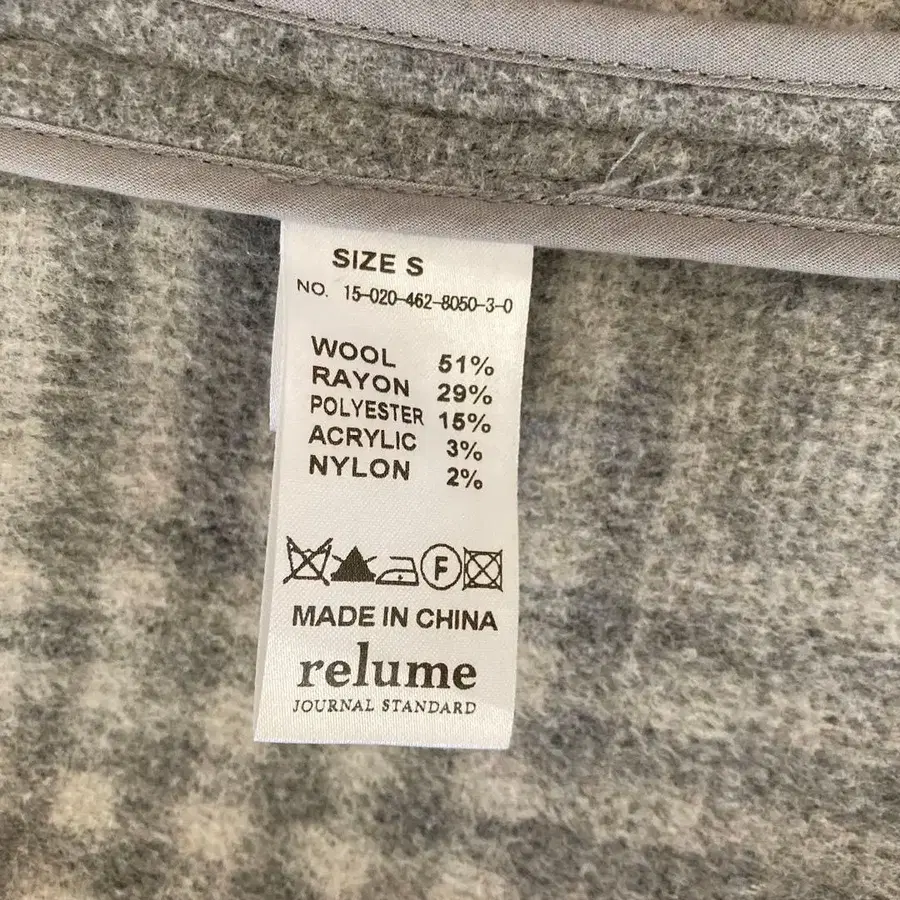 SIZE S
NO. 15-020-462-8050-3-0
WOOL 51%
RAYON 29%
POLYESTER 15%
ACRYLIC 3%
NYLON 2%
F
MADE IN CHINA
relume
JOURNAL STANDARD